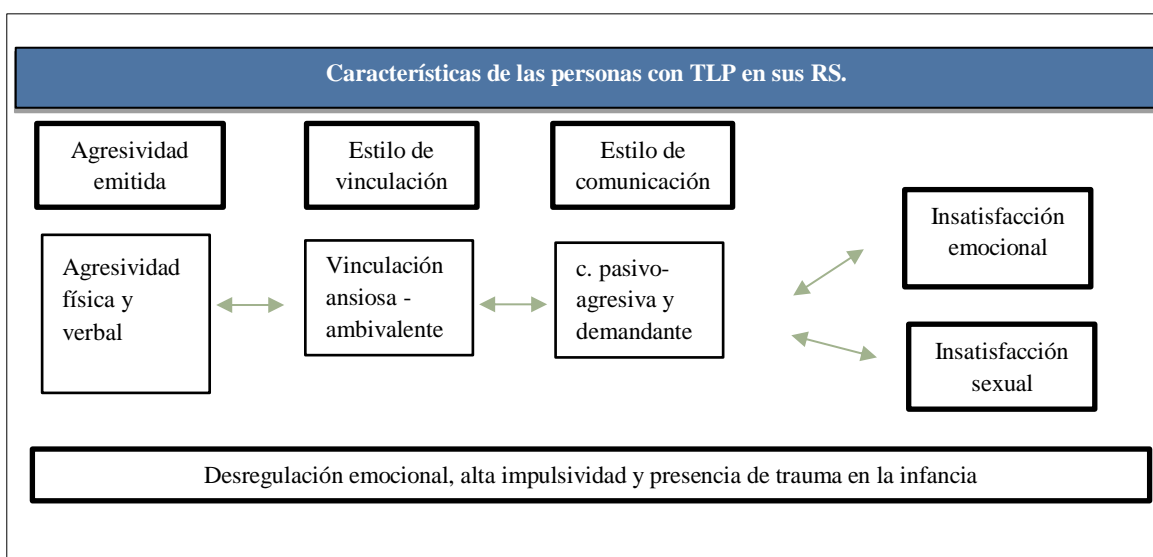 Características de las personas con TLP en sus RS.
Agresividad
emitida
Estilo de
vinculación
Estilo de
comunicación
Agresividad
física y
verbal
Vinculación
ansiosa -
ambivalente
c. pasivo-
agresiva y
demandante
Insatisfacción
emocional
Insatisfacción
sexual
Desregulación emocional, alta impulsividad y presencia de trauma en la infancia